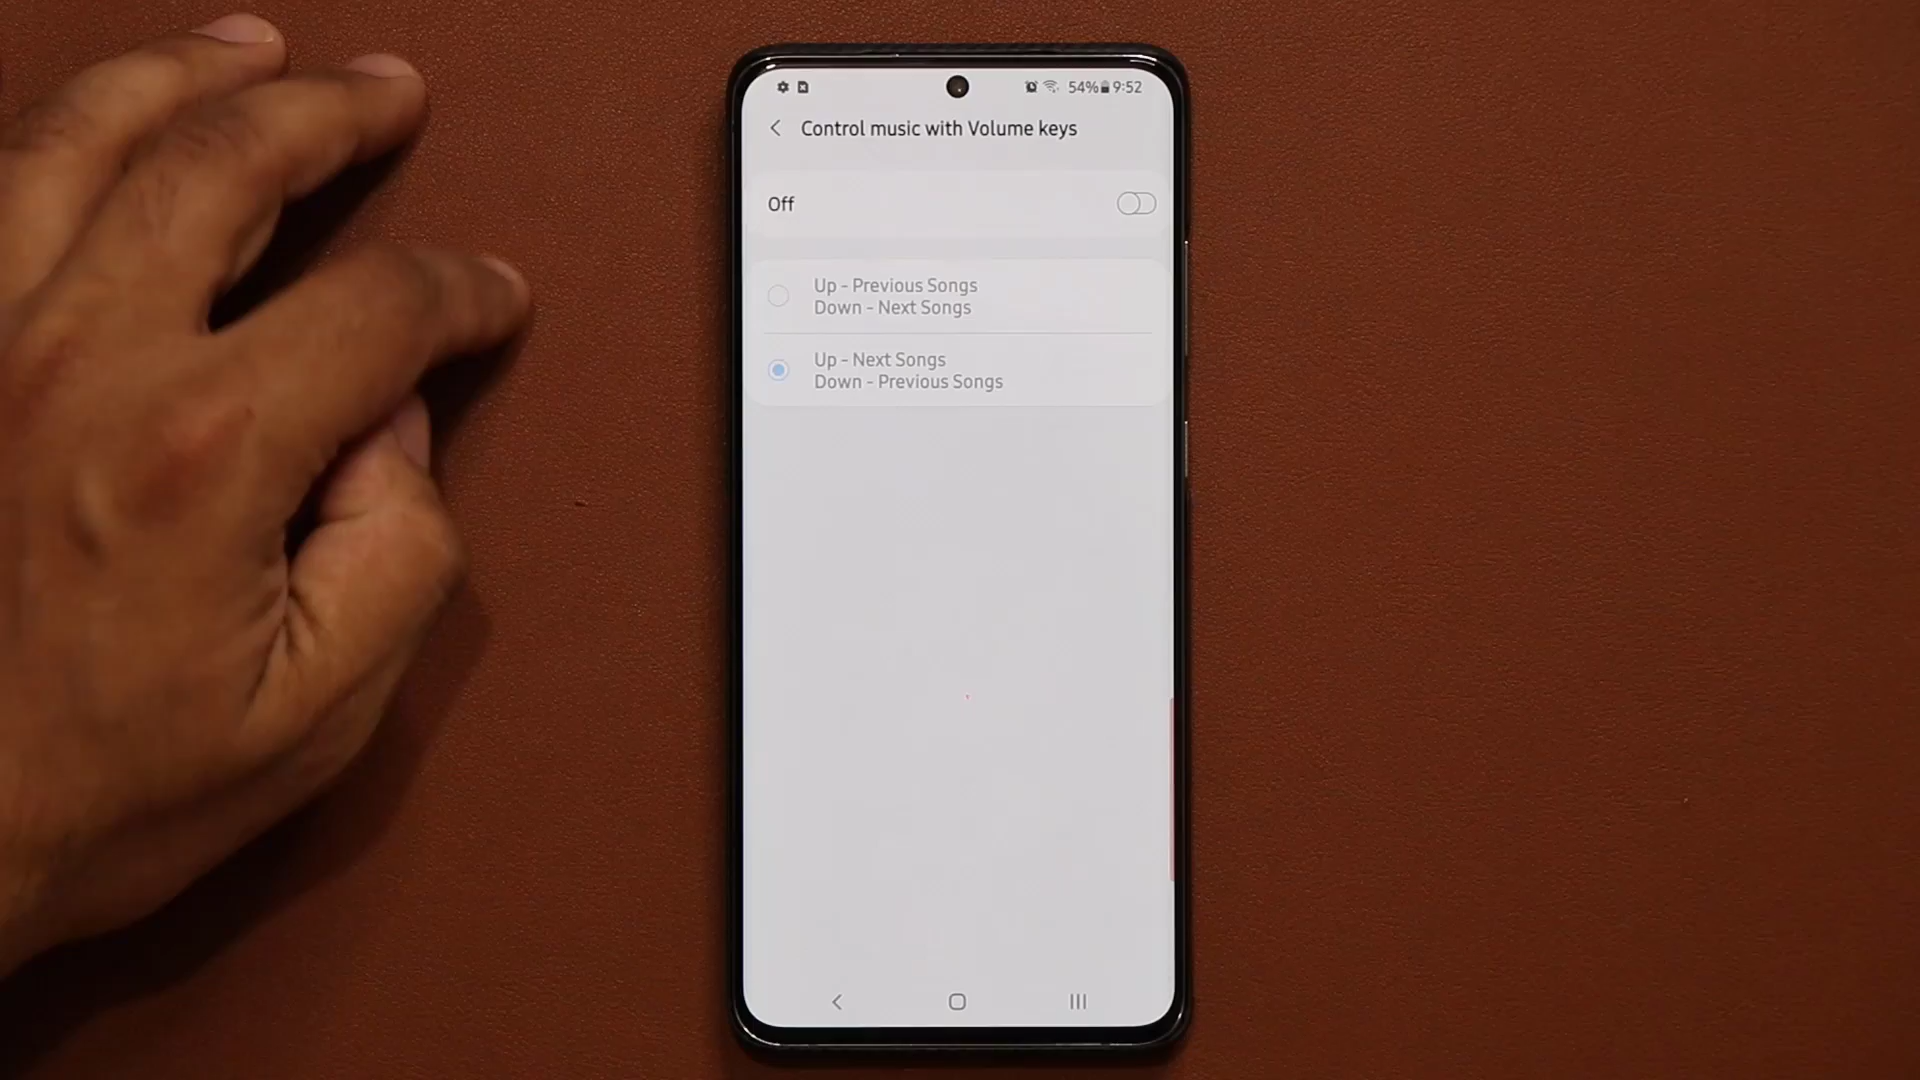 54% 9:52
Control music with Volume keys
Off
Up - Previous Songs
Down - Next Songs
Up - Next Songs
Down - Previous Songs